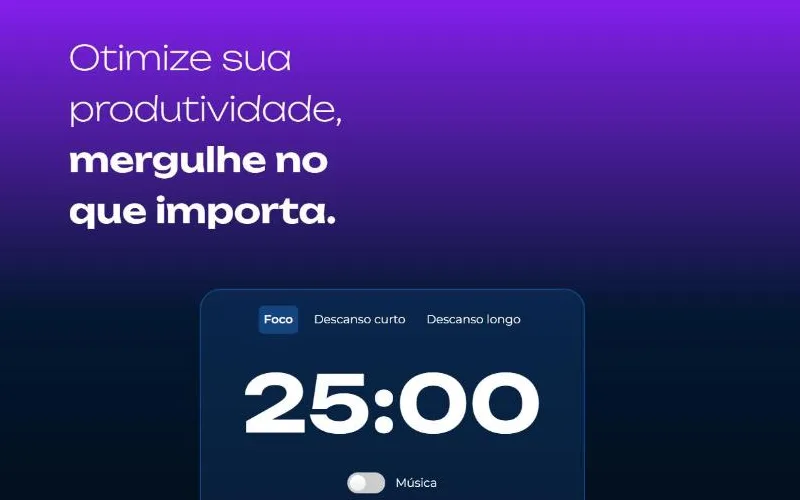 Otimize sua
produtividade,
mergulhe no
que importa.
Foco Descanso curto Descanso longo
25:00
Música